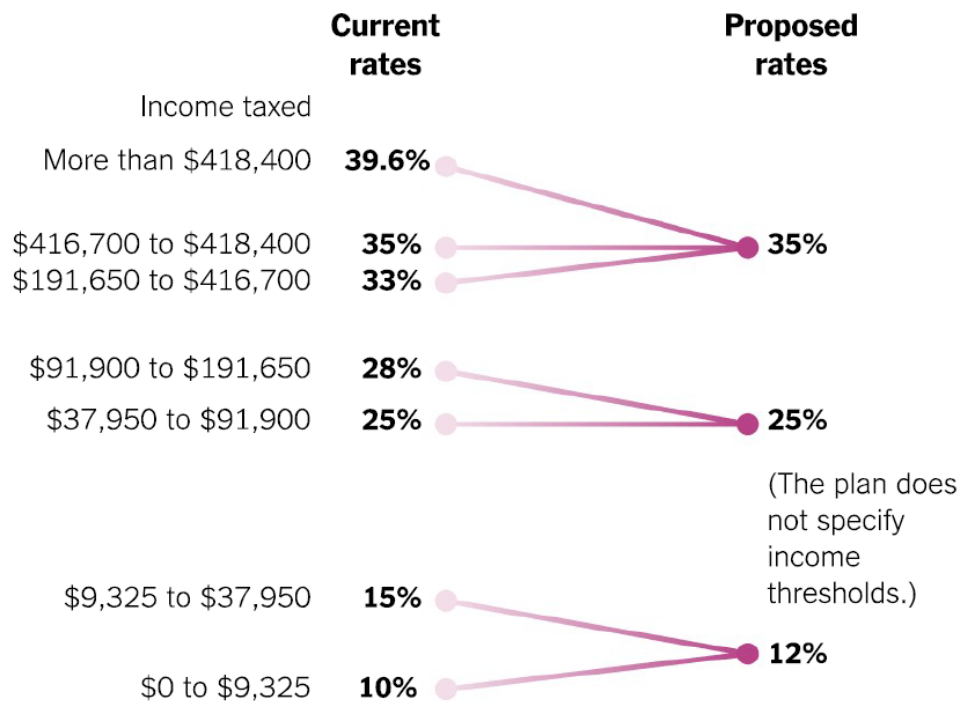 Current rates
Proposed rates
Income taxed
More than $418,400 39.6%
$416,700 to $418,400 35% 35%
$191,650 to $416,700 33%
$91,900 to $191,650 28%
$37,950 to $91,900 25% 25%
(The plan does
not specify
income
thresholds.)
$9,325 to $37,950 15%
12%
$0 to $9,325 10%